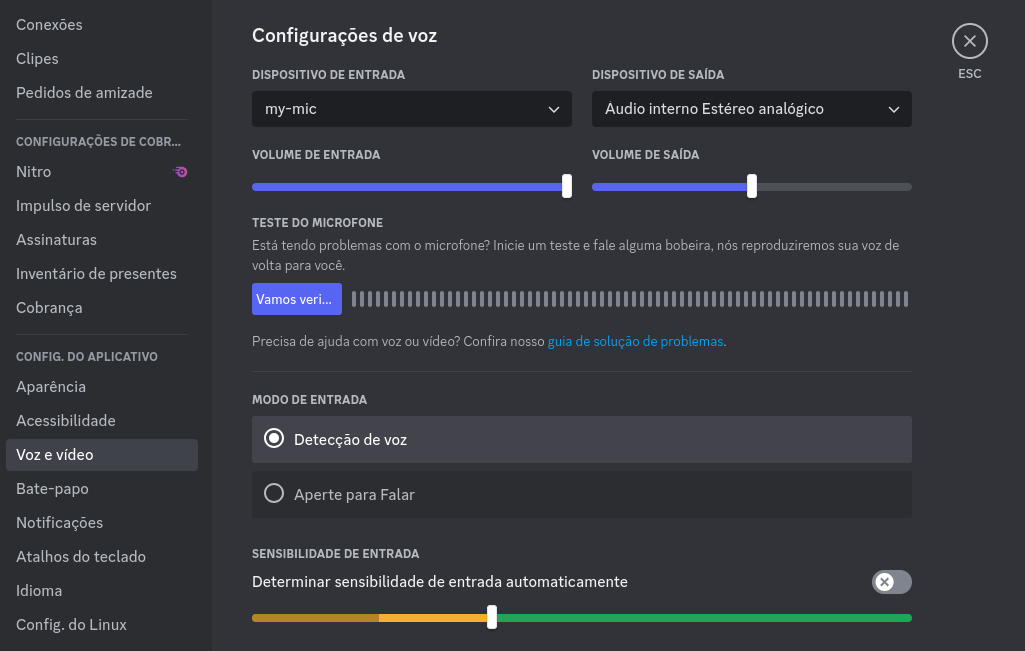 Conexões
Clipes
Pedidos de amizade
CONFIGURAÇÕES DE COBR...
Nitro
Impulso de servidor
Assinaturas
Inventário de presentes
Cobrança
CONFIG. DO APLICATIVO
Aparência
Acessibilidade
Voz e vídeo
Bate-papo
Notificações
Atalhos do teclado
Idioma
Config. do Linux
Configurações de voz
ESC
DISPOSITIVO DE ENTRADA
my-mic
DISPOSITIVO DE SAÍDA
Áudio interno Estéreo analógico
VOLUME DE ENTRADA
VOLUME DE SAÍDA
TESTE DO MICROFONE
Está tendo problemas com o microfone? Inicie um teste e fale alguma bobeira, nós reproduziremos sua voz de
volta para você.
Vamos veri...
Precisa de ajuda com voz ou vídeo? Confira nosso guia de solução de problemas.
MODO DE ENTRADA
Detecção de voz
Aperte para Falar
SENSIBILIDADE DE ENTRADA
Determinar sensibilidade de entrada automaticamente